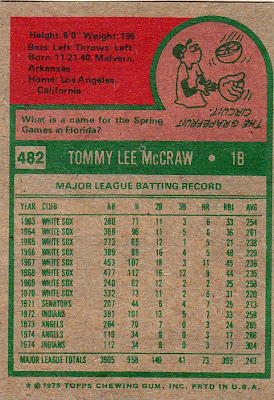 Height: 6'0 Weight: 195
Bats: Left Throws: Left
Born: 11-21-40, Malvern,
Arkansas
Home: Los Angeles
California
What is a name for the Spring
Games in Florida?
THE GRAPEFRUIT
CIRCUIT.
482 TOMMY LEE McCRAW • 1B
MAJOR LEAGUE BATTING RECORD
YEAR CLUB AB H 2B 3B HR RBI AVG
1963 WHITE SOX 280 71 11 3 6 33 .254
1964 WHITE SOX 368 96 11 5 6 36 .261
1965 WHITE SOX 273 65 12 1 5 21 .238
1966 WHITE SOX 389 89 16 4 5 48 .229
1967 WHITE SOX 453 107 18 3 11 45 .236
1968 WHITE SOX 477 112 16 12 9 44 .235
1969 WHITE SOX 240 62 12 2 2 25 .258
1970 WHITE SOX 332 73 11 2 6 31 .220
1971 SENATORS 207 44 6 4 7 25 .213
1972 INDIANS 391 101 13 5 7 33 .258
1973 ANGELS 264 70 7 0 3 24 .265
1974 ANGELS 119 34 8 0 3 17 .286
1974 INDIANS 112 34 8 0 3 17 .304
MAJOR LEAGUE TOTALS 3905 958 149 41 73 399
© 1975 TOPPS CHEWING GUM, INC. PRTD. IN U.S.A.